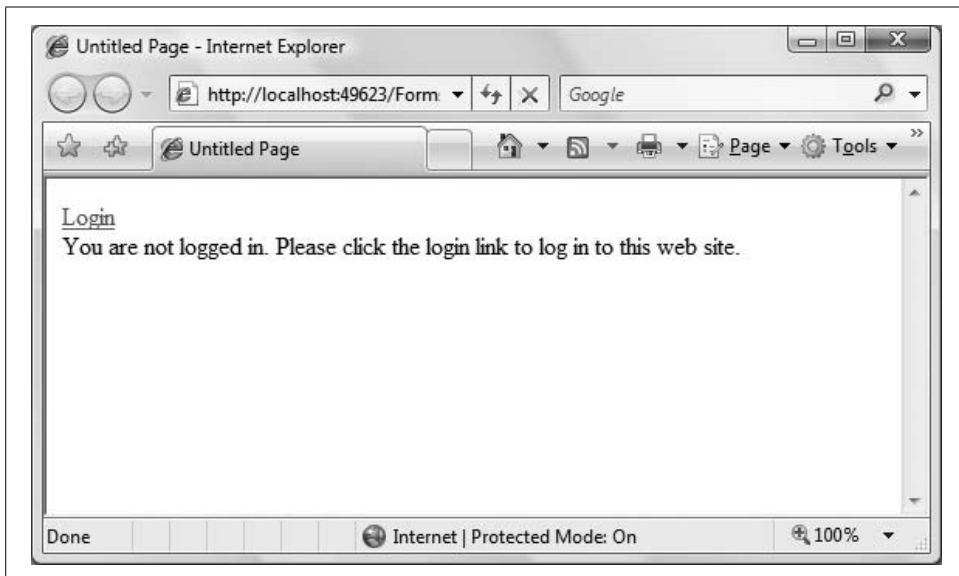 Untitled Page - Internet Explorer
http://localhost:49623/Form
Google
Untitled Page
Page
Tools
Login
You are not logged in. Please click the login link to log in to this web site.
Done
Internet | Protected Mode: On
100%